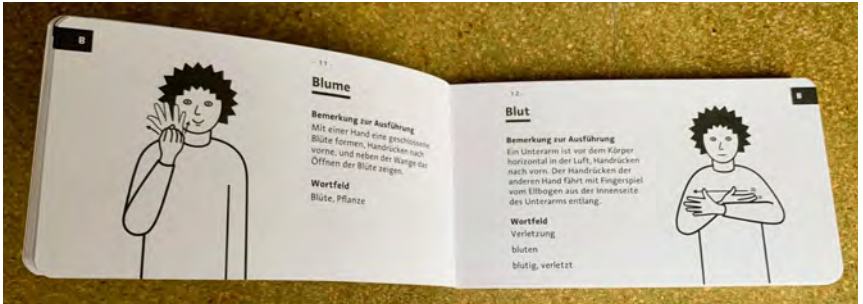 B
- 11 -
Blume
Bemerkung zur Ausführung
Mit einer Hand eine geschlossene
Blüte formen, Handrücken nach
vorne, und neben der Wange das
Öffnen der Blüte zeigen.
Wortfeld
Blüte, Pflanze
- 12 -
Blut
Bemerkung zur Ausführung
Ein Unterarm ist vor dem Körper
horizontal in der Luft, Handrücken
nach vorn. Der Handrücken der
anderen Hand fährt mit Fingerspiel
vom Ellbogen aus der Innenseite
des Unterarms entlang.
Wortfeld
Verletzung
bluten
blutig, verletzt
B